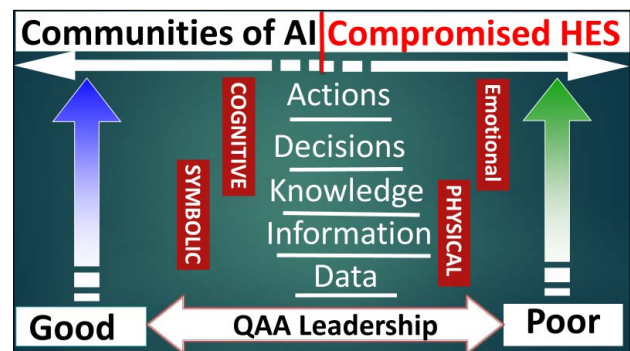 Communities of AI Compromised HES
COGNITIVE
Actions
Emotional
Decisions
SYMBOLIC
Knowledge
PHYSICAL
Information
Data
Good
QAA Leadership
Poor